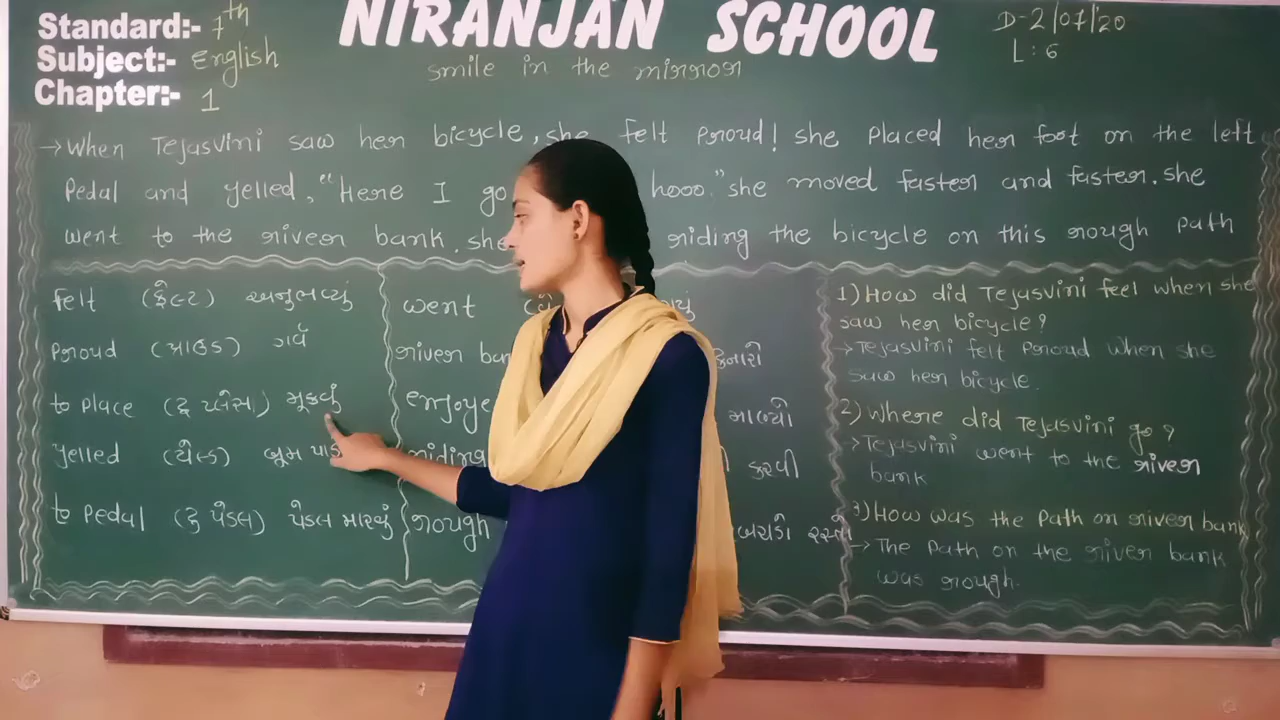 Standard:- 7th
Subject:- English
Chapter:- 1
NIRANJAN SCHOOL
D-2/07/'20
L: 6
smile in the mirror
→When Tejasvini saw her bicycle, she felt proud! she placed her foot on the left
Pedal and yelled, "Here I go hooo." she moved faster and faster. she
went to the river bank. she riding the bicycle on this rough path
felt (ફેલ્ટ) અનુભવ્યું
proud (પ્રાઉડ) ગર્વ
to place (ટુ પ્લેસ) મૂકવું
yelled (યેલ્ડ) બૂમ
to pedal (ટુ પેડલ) પેડલ મારવું
went
river
riding કરવી
rough રસ્તો
1) How did Tejasvini feel when she
saw her bicycle?
→Tejasvini felt proud when she
saw her bicycle.
2) Where did Tejasvini go?
→Tejasvini went to the river
bank
3) How was the path on river bank
→ The path on the river bank
was rough.